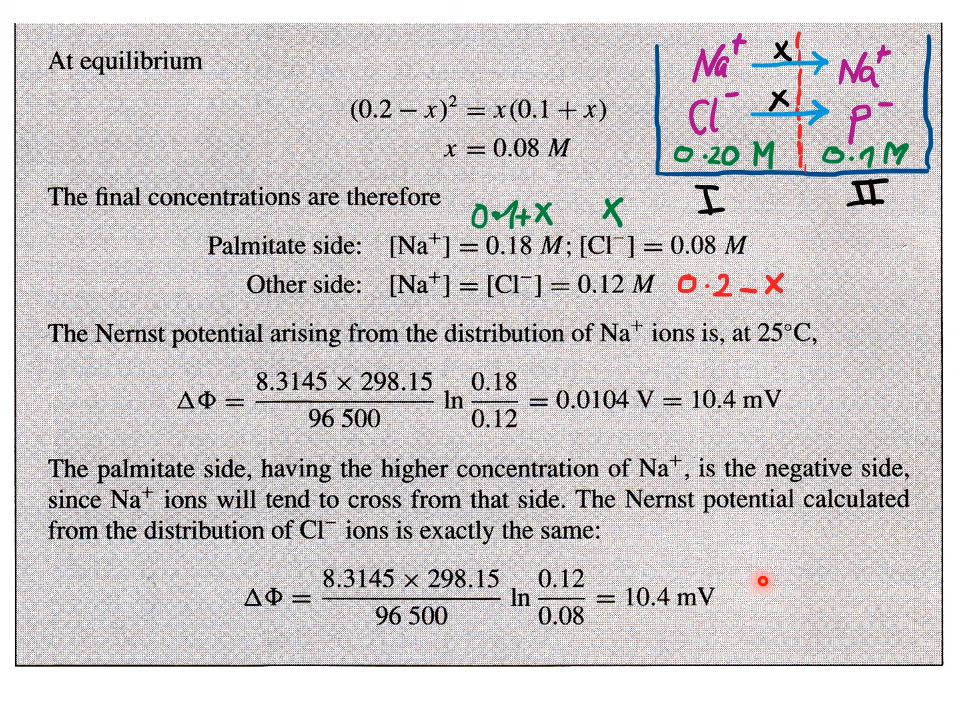 At equilibrium
(0.2 − x)² = x(0.1 + x)
x = 0.08 M
Na⁺ x → Na⁺
Cl⁻ x → P⁻
0.20 M 0.1 M
I II
The final concentrations are therefore
0.1+x x
Palmitate side: [Na⁺] = 0.18 M; [Cl⁻] = 0.08 M
Other side: [Na⁺] = [Cl⁻] = 0.12 M 0.2 − x
The Nernst potential arising from the distribution of Na⁺ ions is, at 25°C,
ΔΦ = (8.3145 × 298.15 / 96 500) ln (0.18 / 0.12) = 0.0104 V = 10.4 mV
The palmitate side, having the higher concentration of Na⁺, is the negative side,
since Na⁺ ions will tend to cross from that side. The Nernst potential calculated
from the distribution of Cl⁻ ions is exactly the same:
ΔΦ = (8.3145 × 298.15 / 96 500) ln (0.12 / 0.08) = 10.4 mV